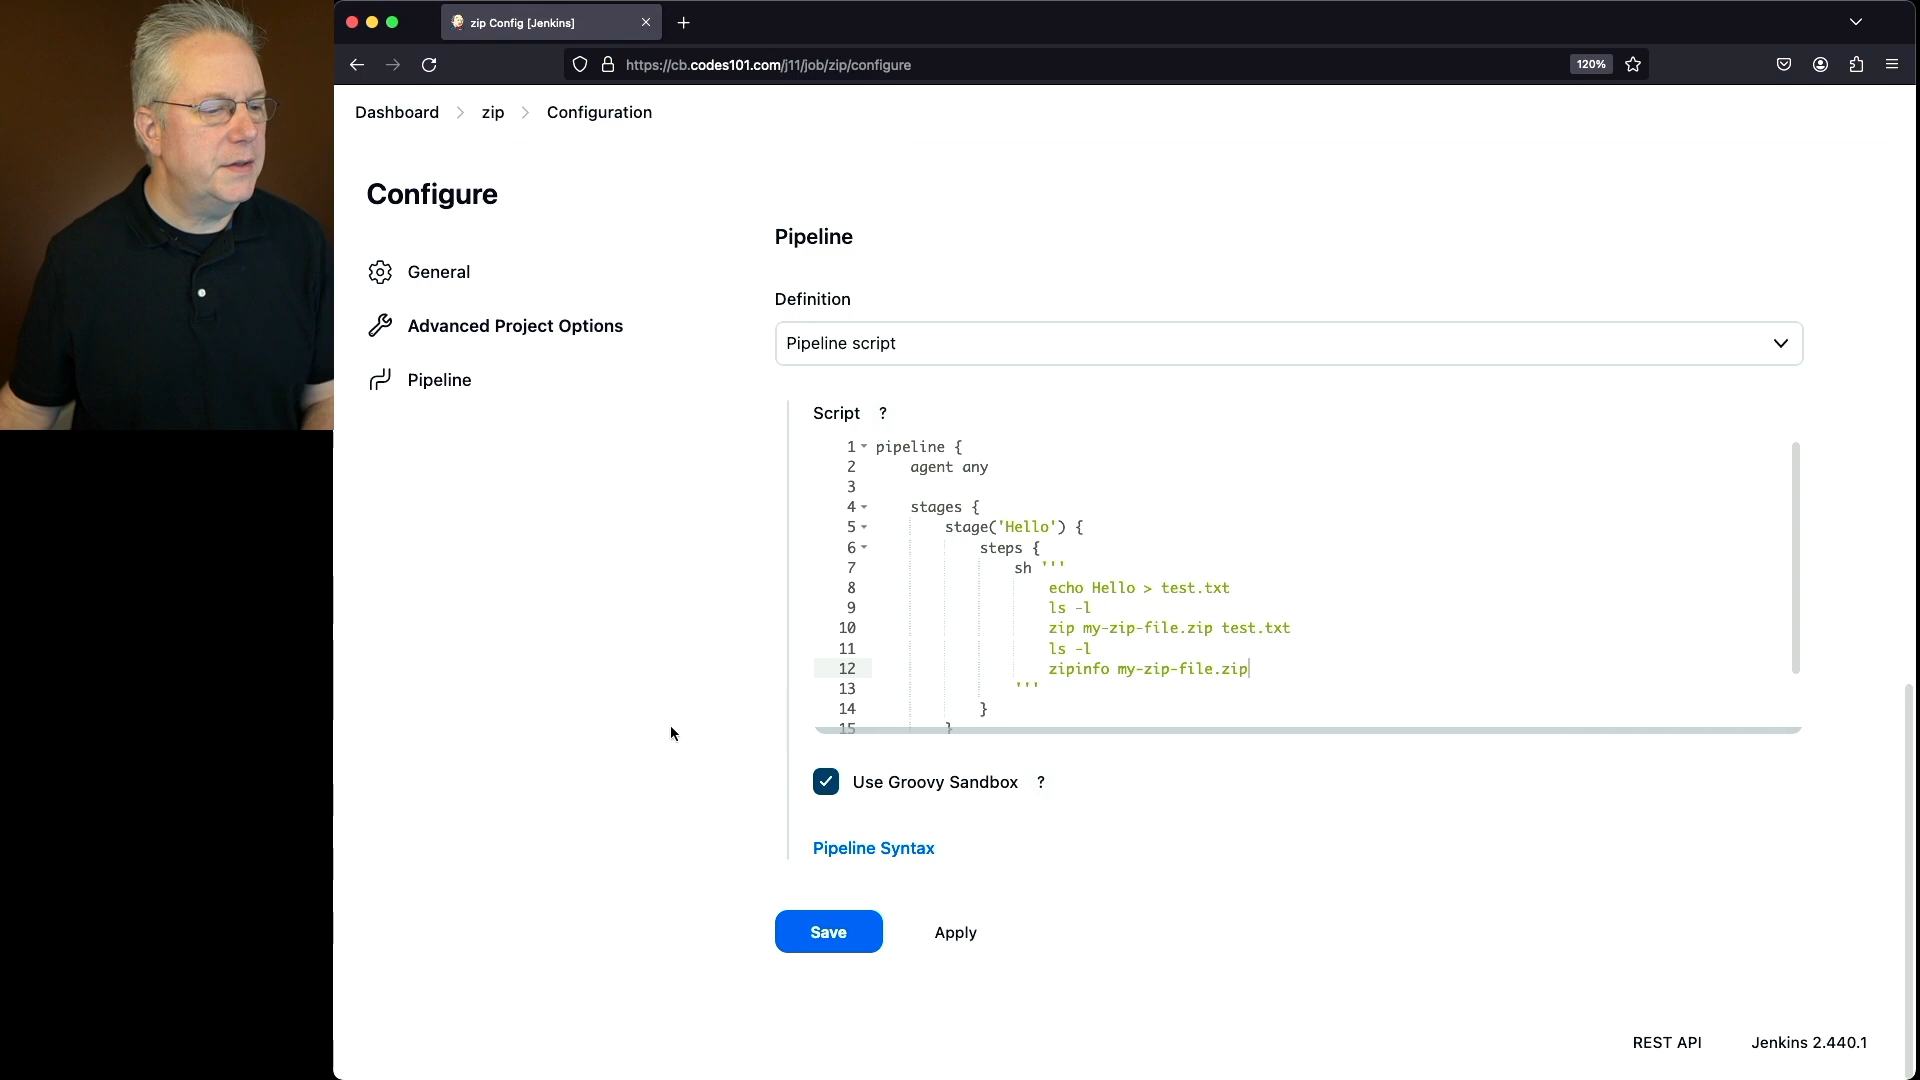 zip Config [Jenkins]
https://cb.codes101.com/j11/job/zip/configure
120%
Dashboard > zip > Configuration
Configure
General
Advanced Project Options
Pipeline
Pipeline
Definition
Pipeline script
Script ?
1 pipeline {
2     agent any
3
4     stages {
5         stage('Hello') {
6             steps {
7                 sh '''
8                     echo Hello > test.txt
9                     ls -l
10                     zip my-zip-file.zip test.txt
11                     ls -l
12                     zipinfo my-zip-file.zip
13                 '''
14             }
15         }
Use Groovy Sandbox ?
Pipeline Syntax
Save
Apply
REST API
Jenkins 2.440.1